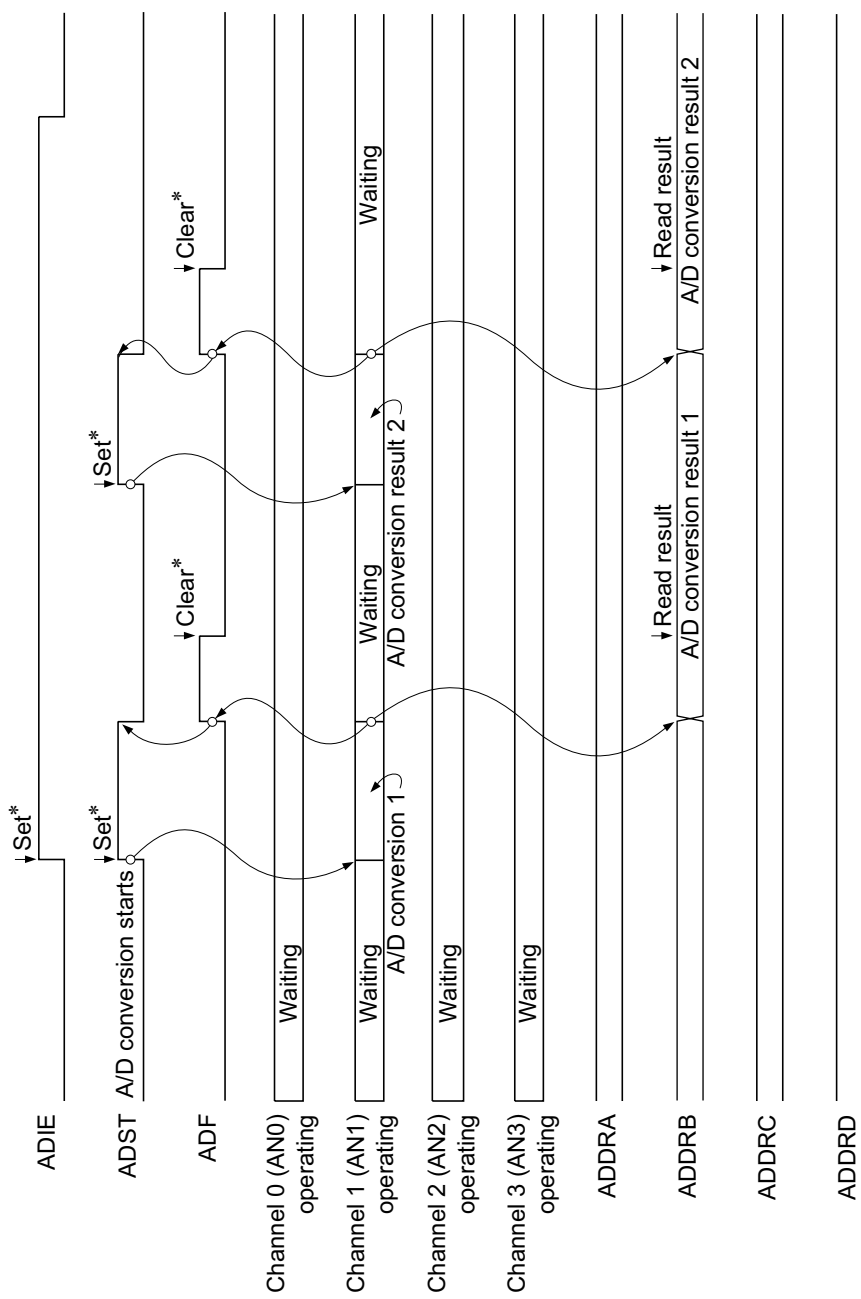 ADIE
Set*
ADST
A/D conversion starts
Set*
Set*
ADF
Clear*
Clear*
Channel 0 (AN0)
operating
Waiting
Channel 1 (AN1)
operating
Waiting
A/D conversion 1
Waiting
A/D conversion result 2
Waiting
Channel 2 (AN2)
operating
Waiting
Channel 3 (AN3)
operating
Waiting
ADDRA
ADDRB
Read result
A/D conversion result 1
Read result
A/D conversion result 2
ADDRC
ADDRD